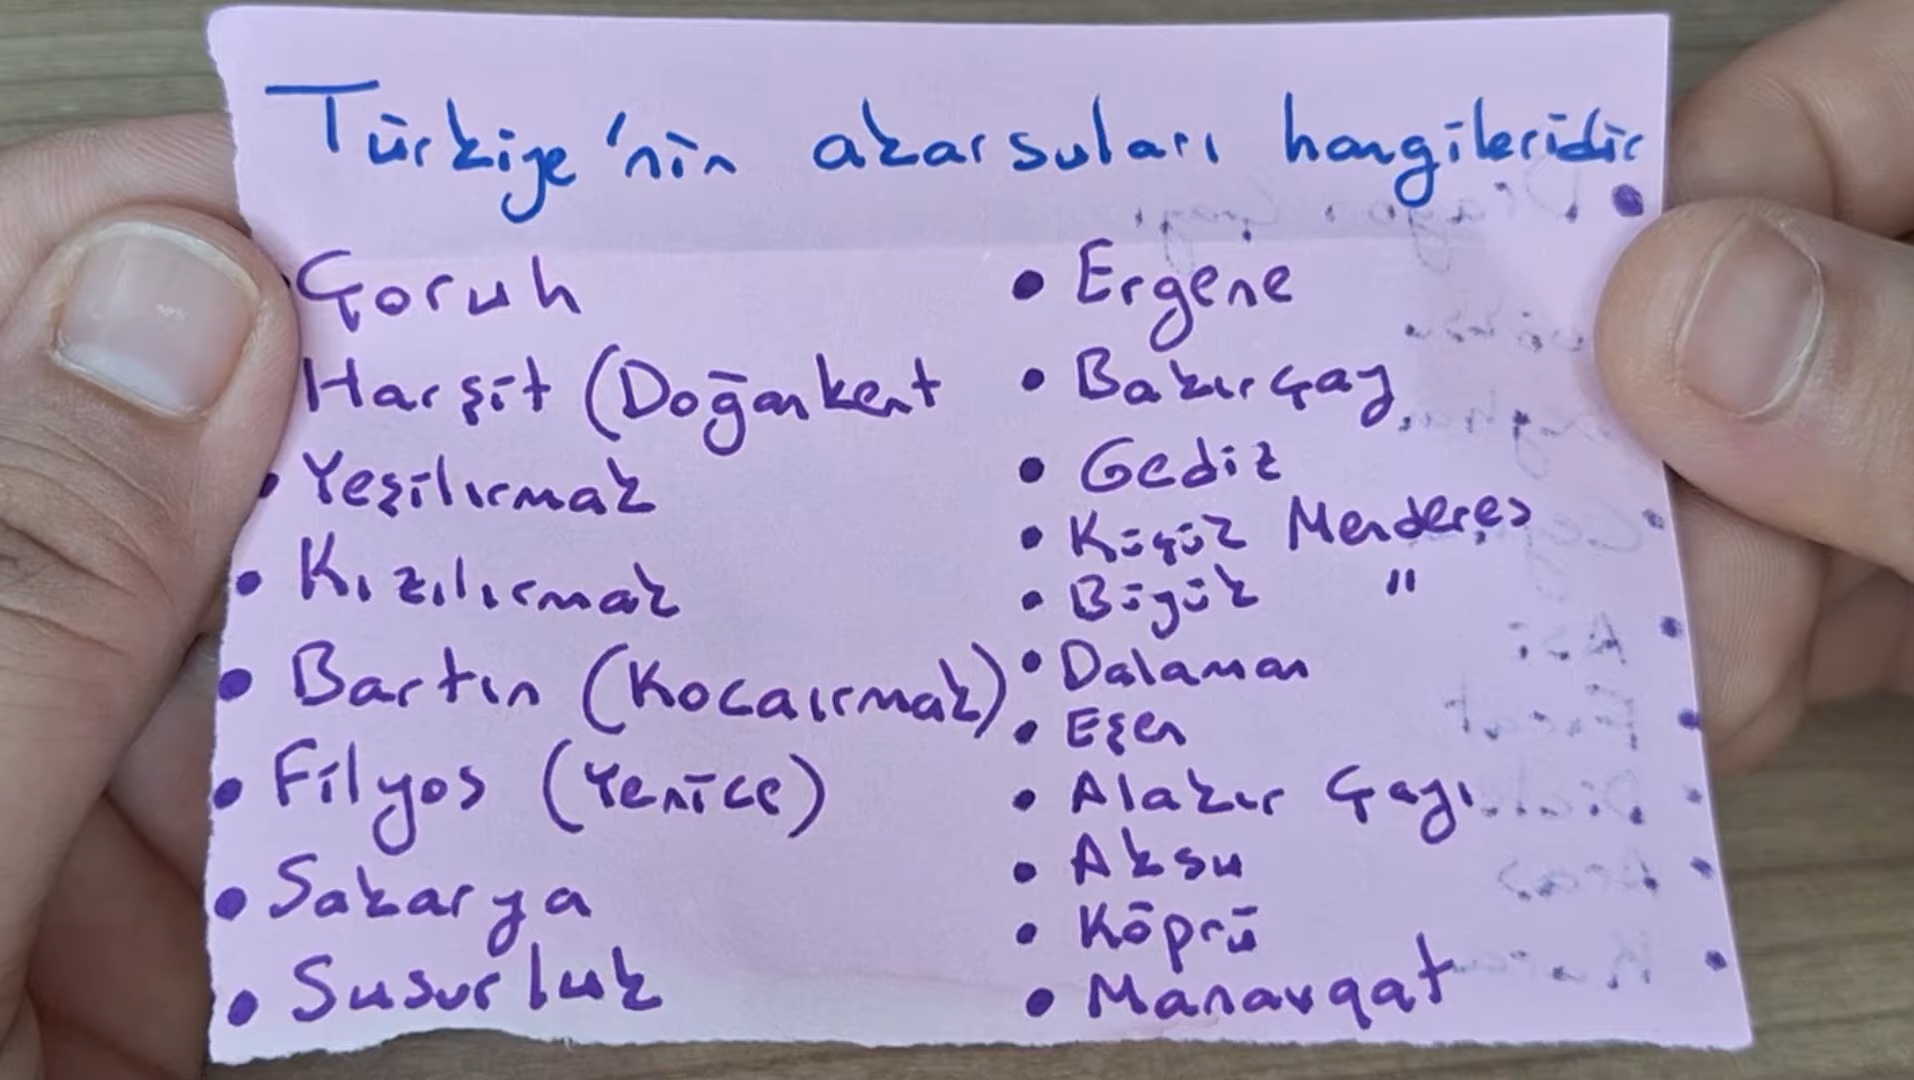 Türkiye'nin akarsuları hangileridir
Çoruh
Harşit (Doğankent
• Yeşilırmak
• Kızılırmak
• Bartın (Kocaırmak)
• Filyos (Yenice)
• Sakarya
• Susurluk
• Ergene
• Bakırçay
• Gediz
• Küçük Menderes
• Büyük "
• Dalaman
• Eşen
• Alakır Çayı
• Aksu
• Köprü
• Manavgat